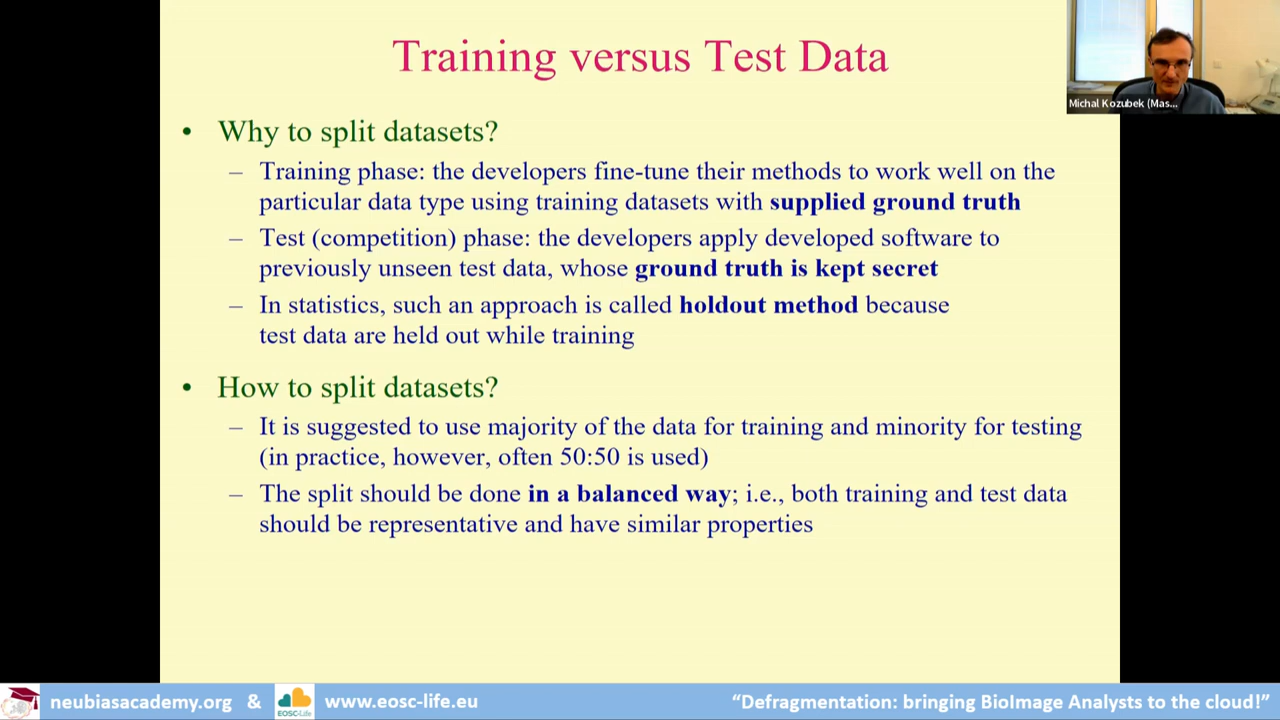 Training versus Test Data
Michal Kozubek (Mas...
• Why to split datasets?
– Training phase: the developers fine-tune their methods to work well on the
particular data type using training datasets with supplied ground truth
– Test (competition) phase: the developers apply developed software to
previously unseen test data, whose ground truth is kept secret
– In statistics, such an approach is called holdout method because
test data are held out while training
• How to split datasets?
– It is suggested to use majority of the data for training and minority for testing
(in practice, however, often 50:50 is used)
– The split should be done in a balanced way; i.e., both training and test data
should be representative and have similar properties
neubiasacademy.org & EOSC-Life www.eosc-life.eu “Defragmentation: bringing BioImage Analysts to the cloud!”